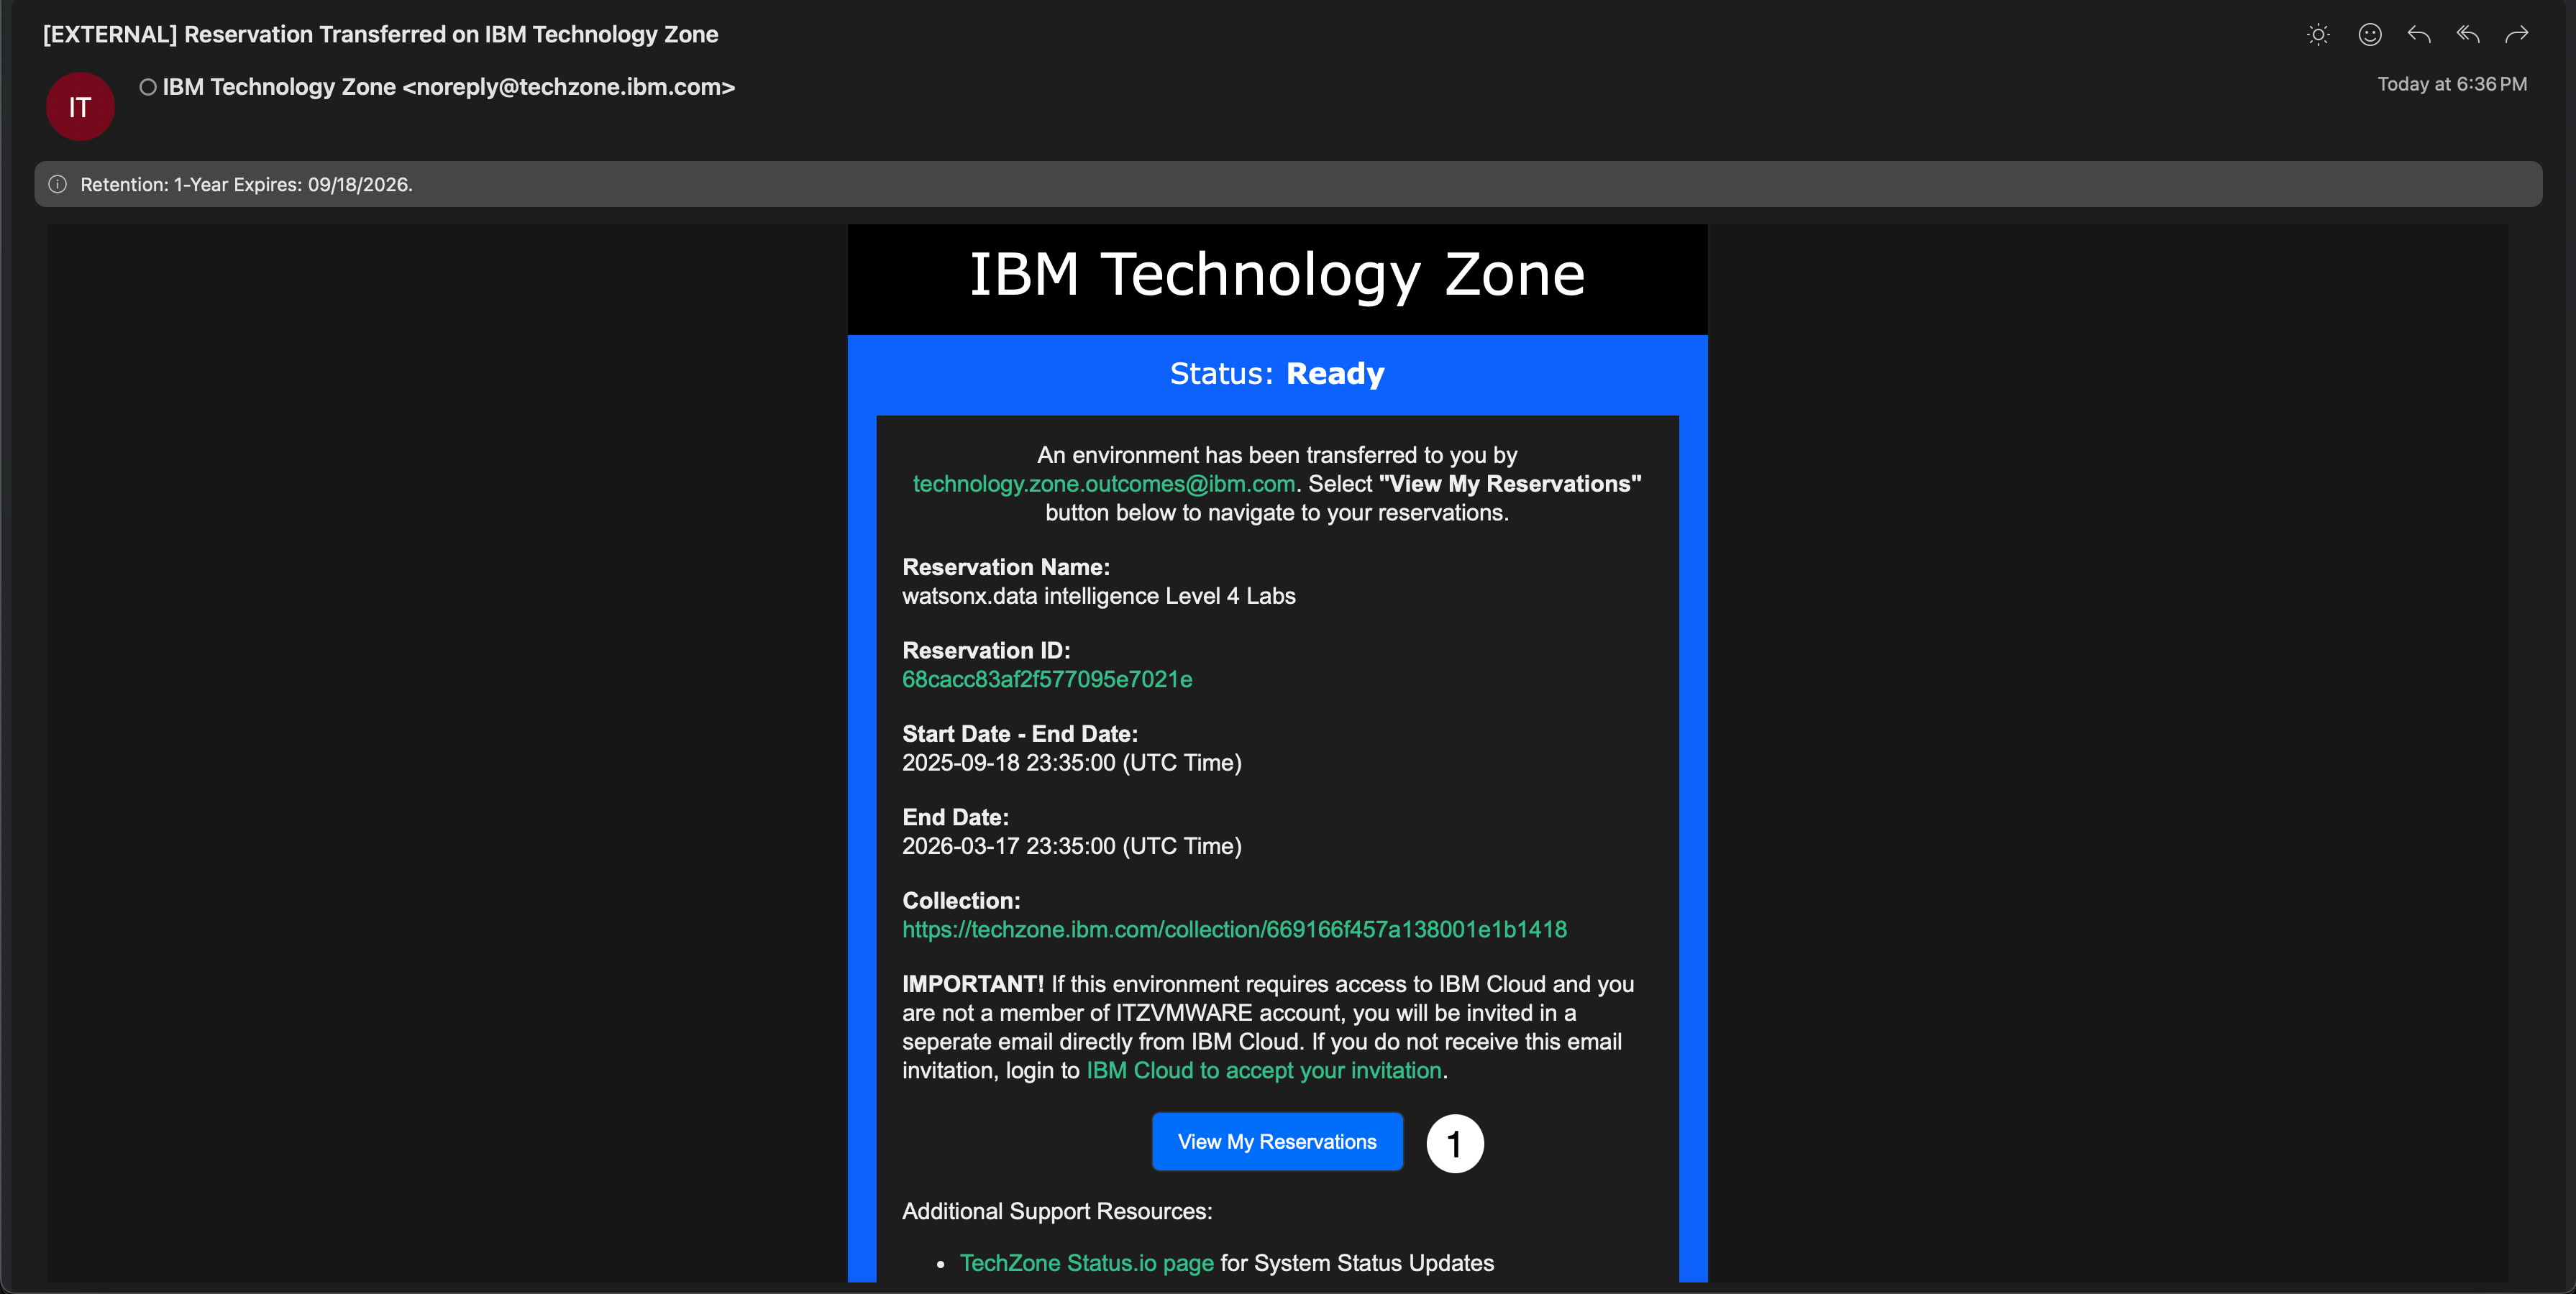 [EXTERNAL] Reservation Transferred on IBM Technology Zone
IT
IBM Technology Zone <noreply@techzone.ibm.com>
Today at 6:36 PM
Retention: 1-Year Expires: 09/18/2026.
IBM Technology Zone
Status: Ready
An environment has been transferred to you by
technology.zone.outcomes@ibm.com. Select "View My Reservations"
button below to navigate to your reservations.
Reservation Name:
watsonx.data intelligence Level 4 Labs
Reservation ID:
68cacc83af2f577095e7021e
Start Date - End Date:
2025-09-18 23:35:00 (UTC Time)
End Date:
2026-03-17 23:35:00 (UTC Time)
Collection:
https://techzone.ibm.com/collection/669166f457a138001e1b1418
IMPORTANT! If this environment requires access to IBM Cloud and you
are not a member of ITZVMWARE account, you will be invited in a
seperate email directly from IBM Cloud. If you do not receive this email
invitation, login to IBM Cloud to accept your invitation.
View My Reservations
1
Additional Support Resources:
• TechZone Status.io page for System Status Updates